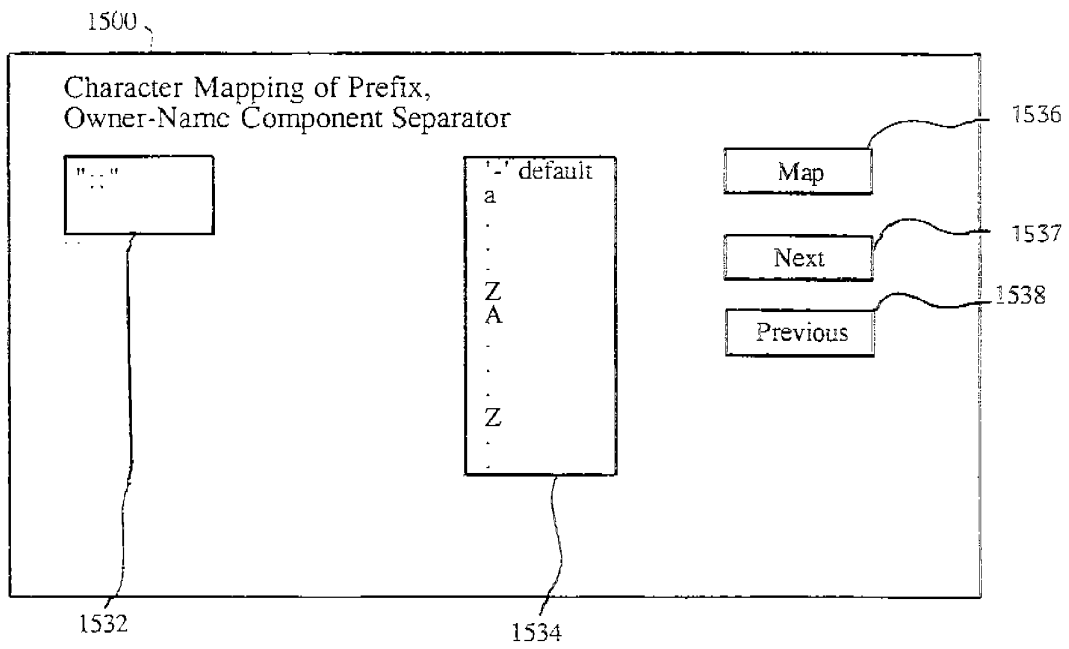 1500
Character Mapping of Prefix,
Owner-Name Component Separator
"::"
'-' default
a
.
.
.
Z
A
.
.
.
Z
.
.
Map
Next
Previous
1536
1537
1538
1532
1534